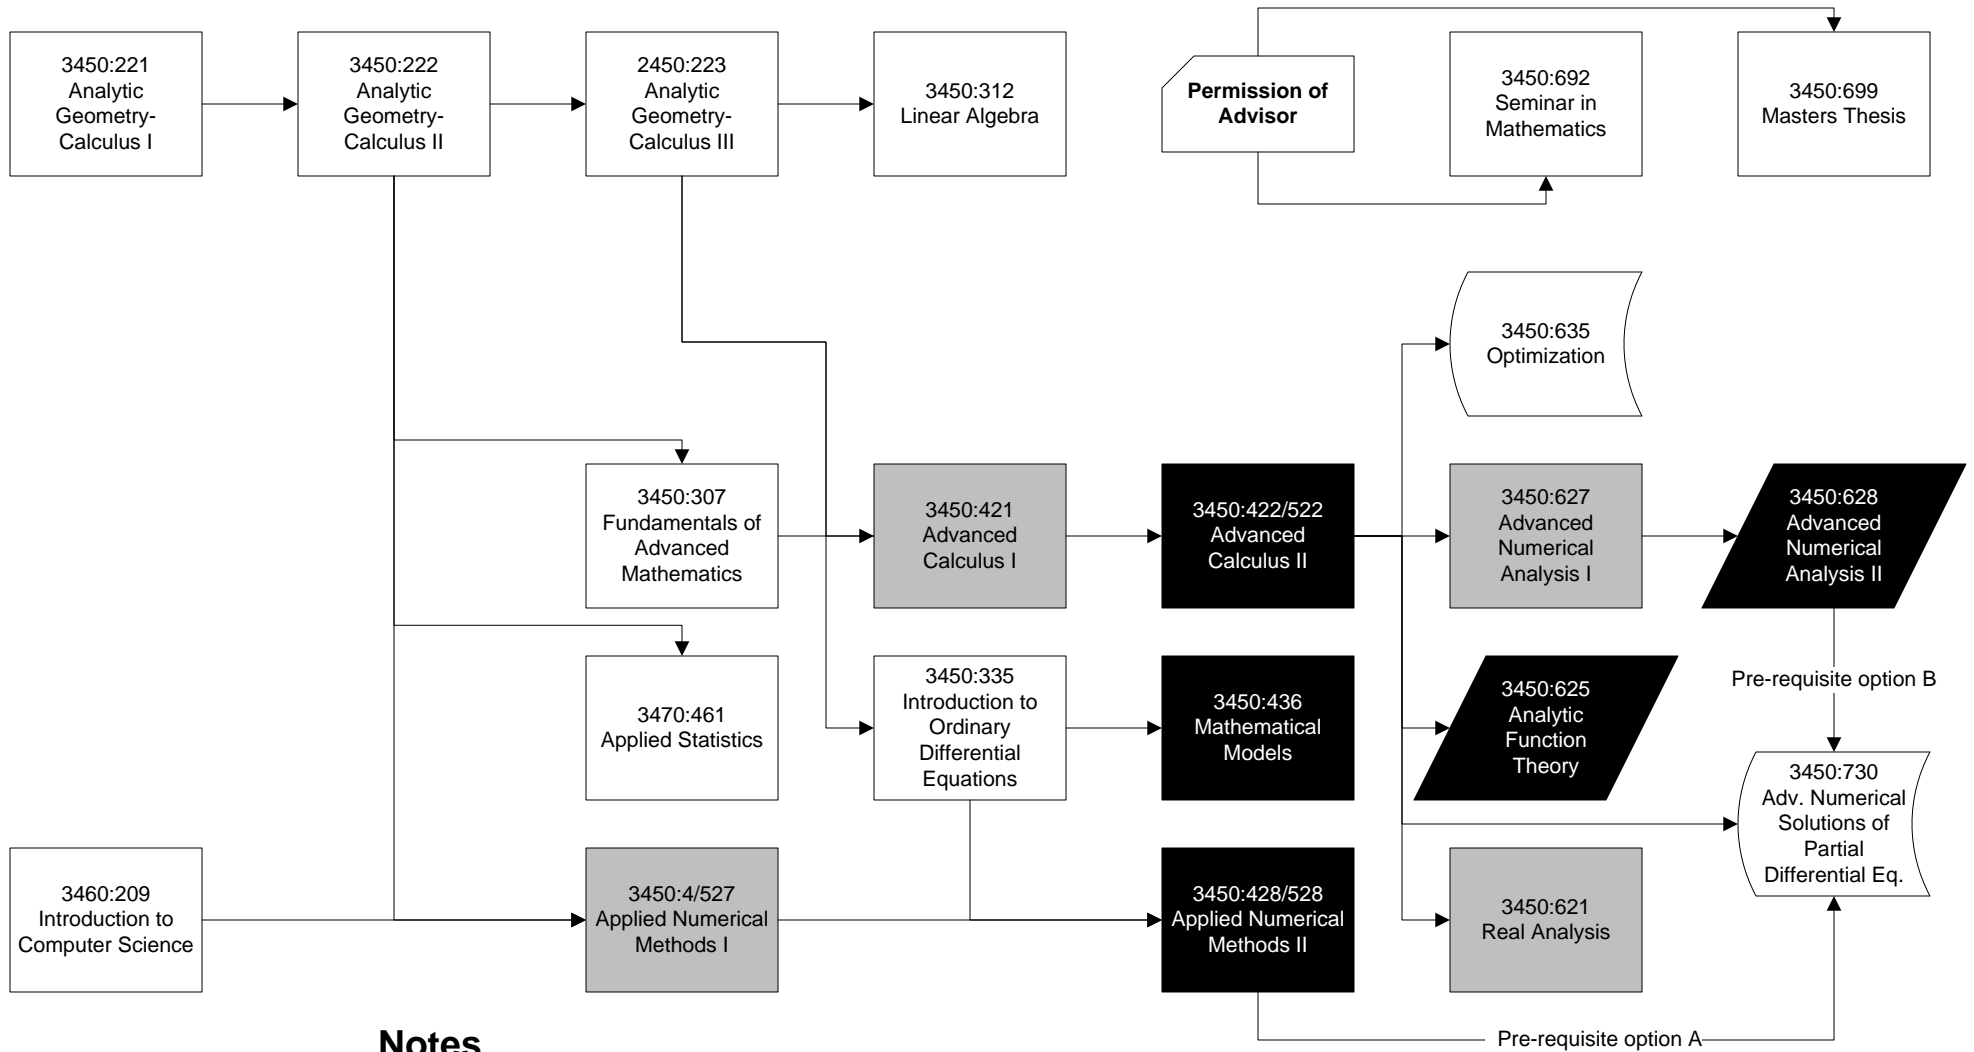 3450:221
Analytic
Geometry-
Calculus I
3450:222
Analytic
Geometry-
Calculus II
2450:223
Analytic
Geometry-
Calculus III
3450:312
Linear Algebra
Permission of
Advisor
3450:692
Seminar in
Mathematics
3450:699
Masters Thesis
3450:635
Optimization
3450:307
Fundamentals of
Advanced
Mathematics
3450:421
Advanced
Calculus I
3450:422/522
Advanced
Calculus II
3450:627
Advanced
Numerical
Analysis I
3450:628
Advanced
Numerical
Analysis II
3470:461
Applied Statistics
3450:335
Introduction to
Ordinary
Differential
Equations
3450:436
Mathematical
Models
3450:625
Analytic
Function
Theory
Pre-requisite option B
3450:730
Adv. Numerical
Solutions of
Partial
Differential Eq.
3460:209
Introduction to
Computer Science
3450:4/527
Applied Numerical
Methods I
3450:428/528
Applied Numerical
Methods II
3450:621
Real Analysis
Pre-requisite option A
Notes